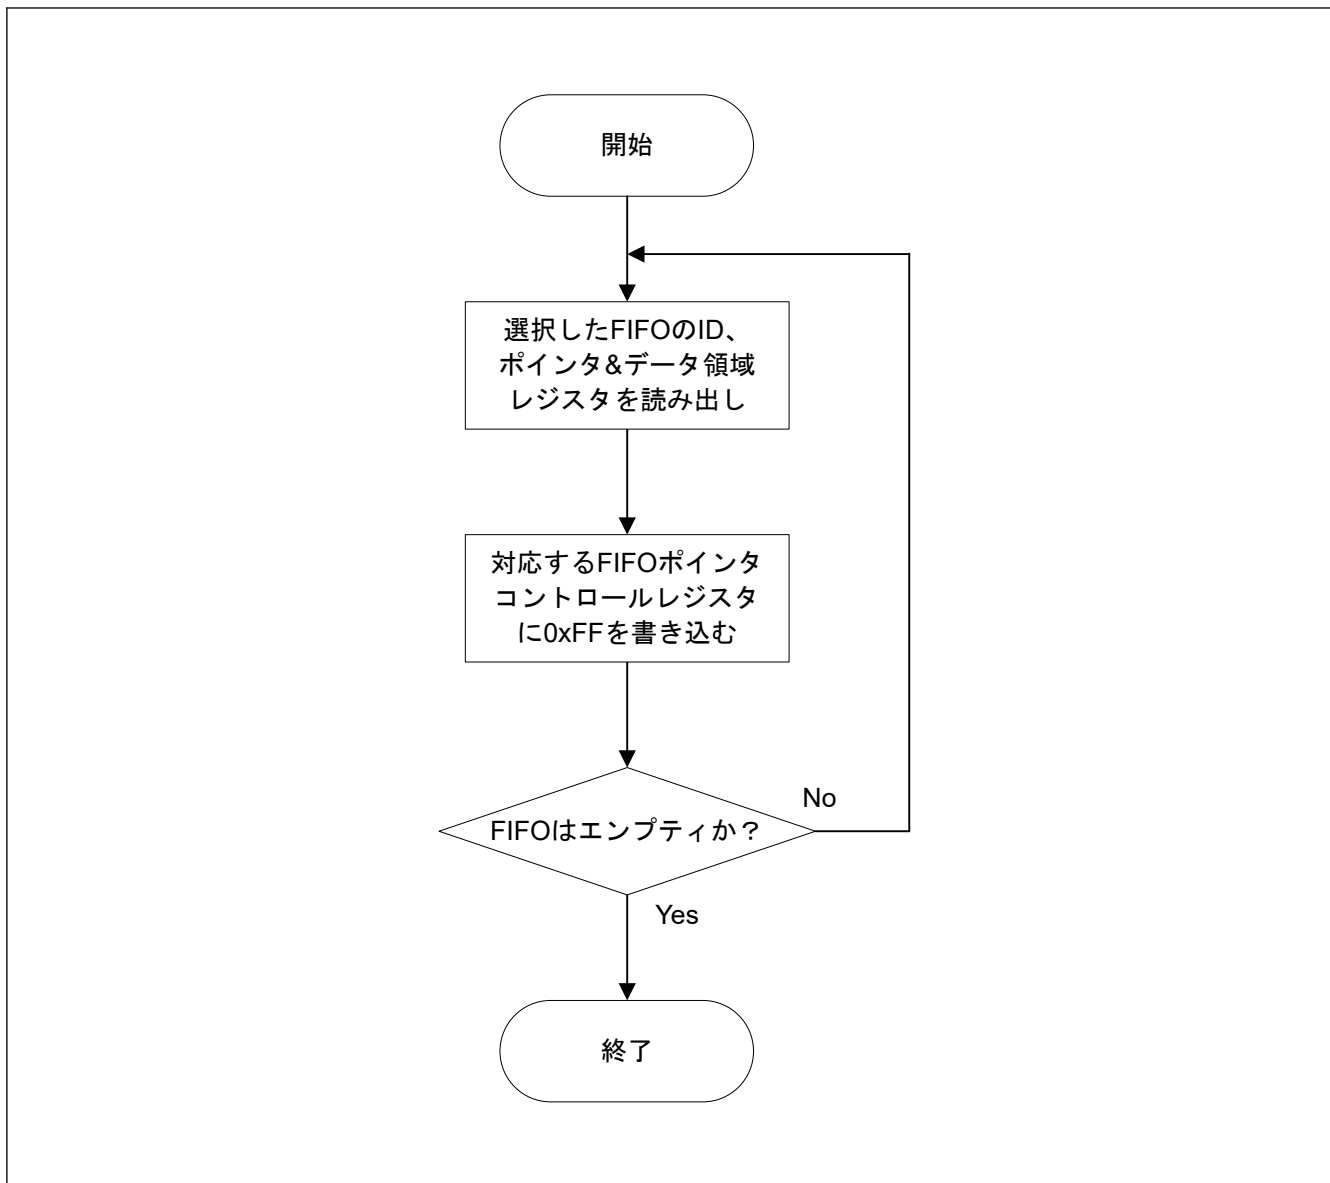 開始
選択したFIFOのID、
ポインタ&データ領域
レジスタを読み出し
対応するFIFOポインタ
コントロールレジスタ
に0xFFを書き込む
No
FIFOはエンプティか？
Yes
終了